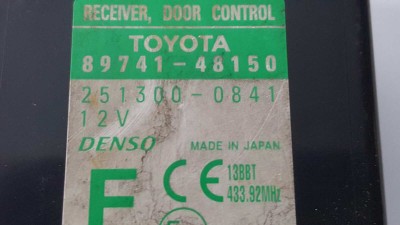 RECEIVER, DOOR CONTROL
TOYOTA
89741-48150
251300-0841
12V
DENSO MADE IN JAPAN
F CE 13BBT
433.92MHz